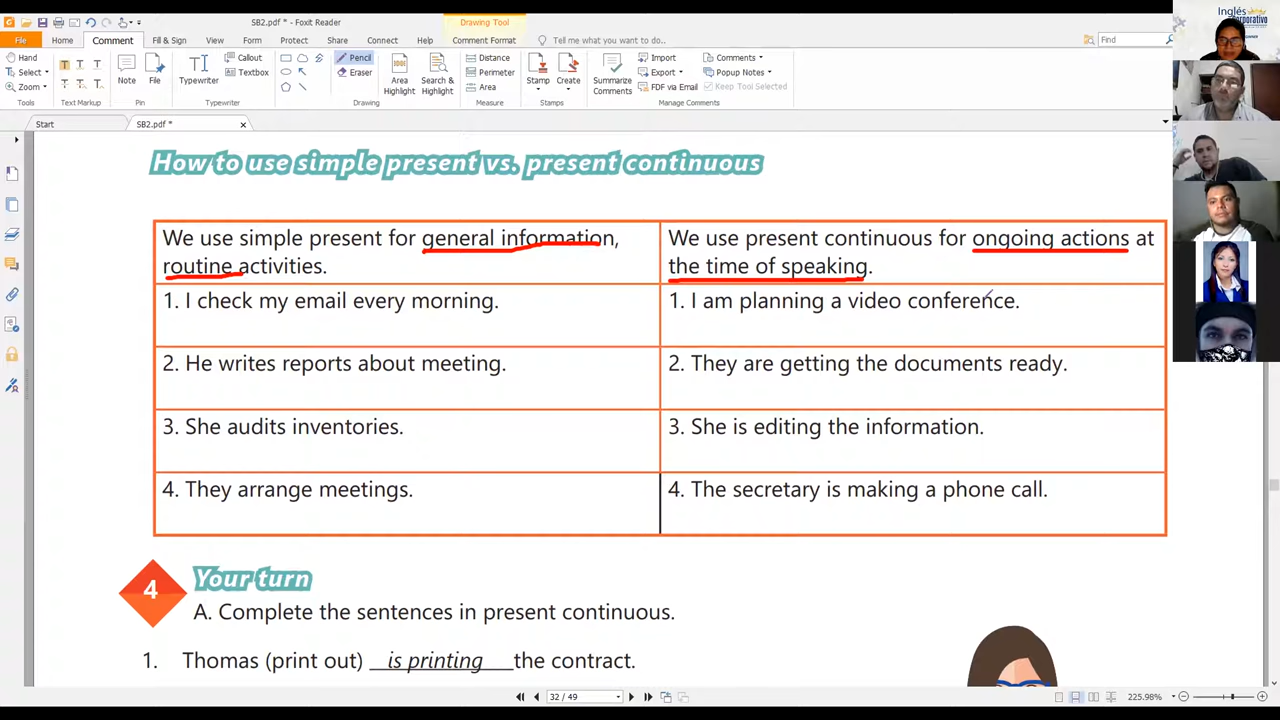 SB2.pdf * - Foxit Reader
Drawing Tool
File Home Comment Fill & Sign View Form Protect Share Connect Help Comment Format Tell me what you want to do... Find
Hand
Select
Zoom
Tools
Text Markup
Note
File
Pin
Typewriter
Callout
Textbox
Typewriter
Pencil
Eraser
Drawing
Area Highlight
Search & Highlight
Distance
Perimeter
Area
Measure
Stamp
Create
Stamps
Summarize Comments
Import
Export
FDF via Email
Comments
Popup Notes
Keep Tool Selected
Manage Comments
Inglés
Corporativo
Start SB2.pdf *
How to use simple present vs. present continuous
We use simple present for general information,
routine activities.
We use present continuous for ongoing actions at
the time of speaking.
1. I check my email every morning.
1. I am planning a video conference.
2. He writes reports about meeting.
2. They are getting the documents ready.
3. She audits inventories.
3. She is editing the information.
4. They arrange meetings.
4. The secretary is making a phone call.
4 Your turn
A. Complete the sentences in present continuous.
1. Thomas (print out) __is printing___the contract.
32 / 49
225.98%